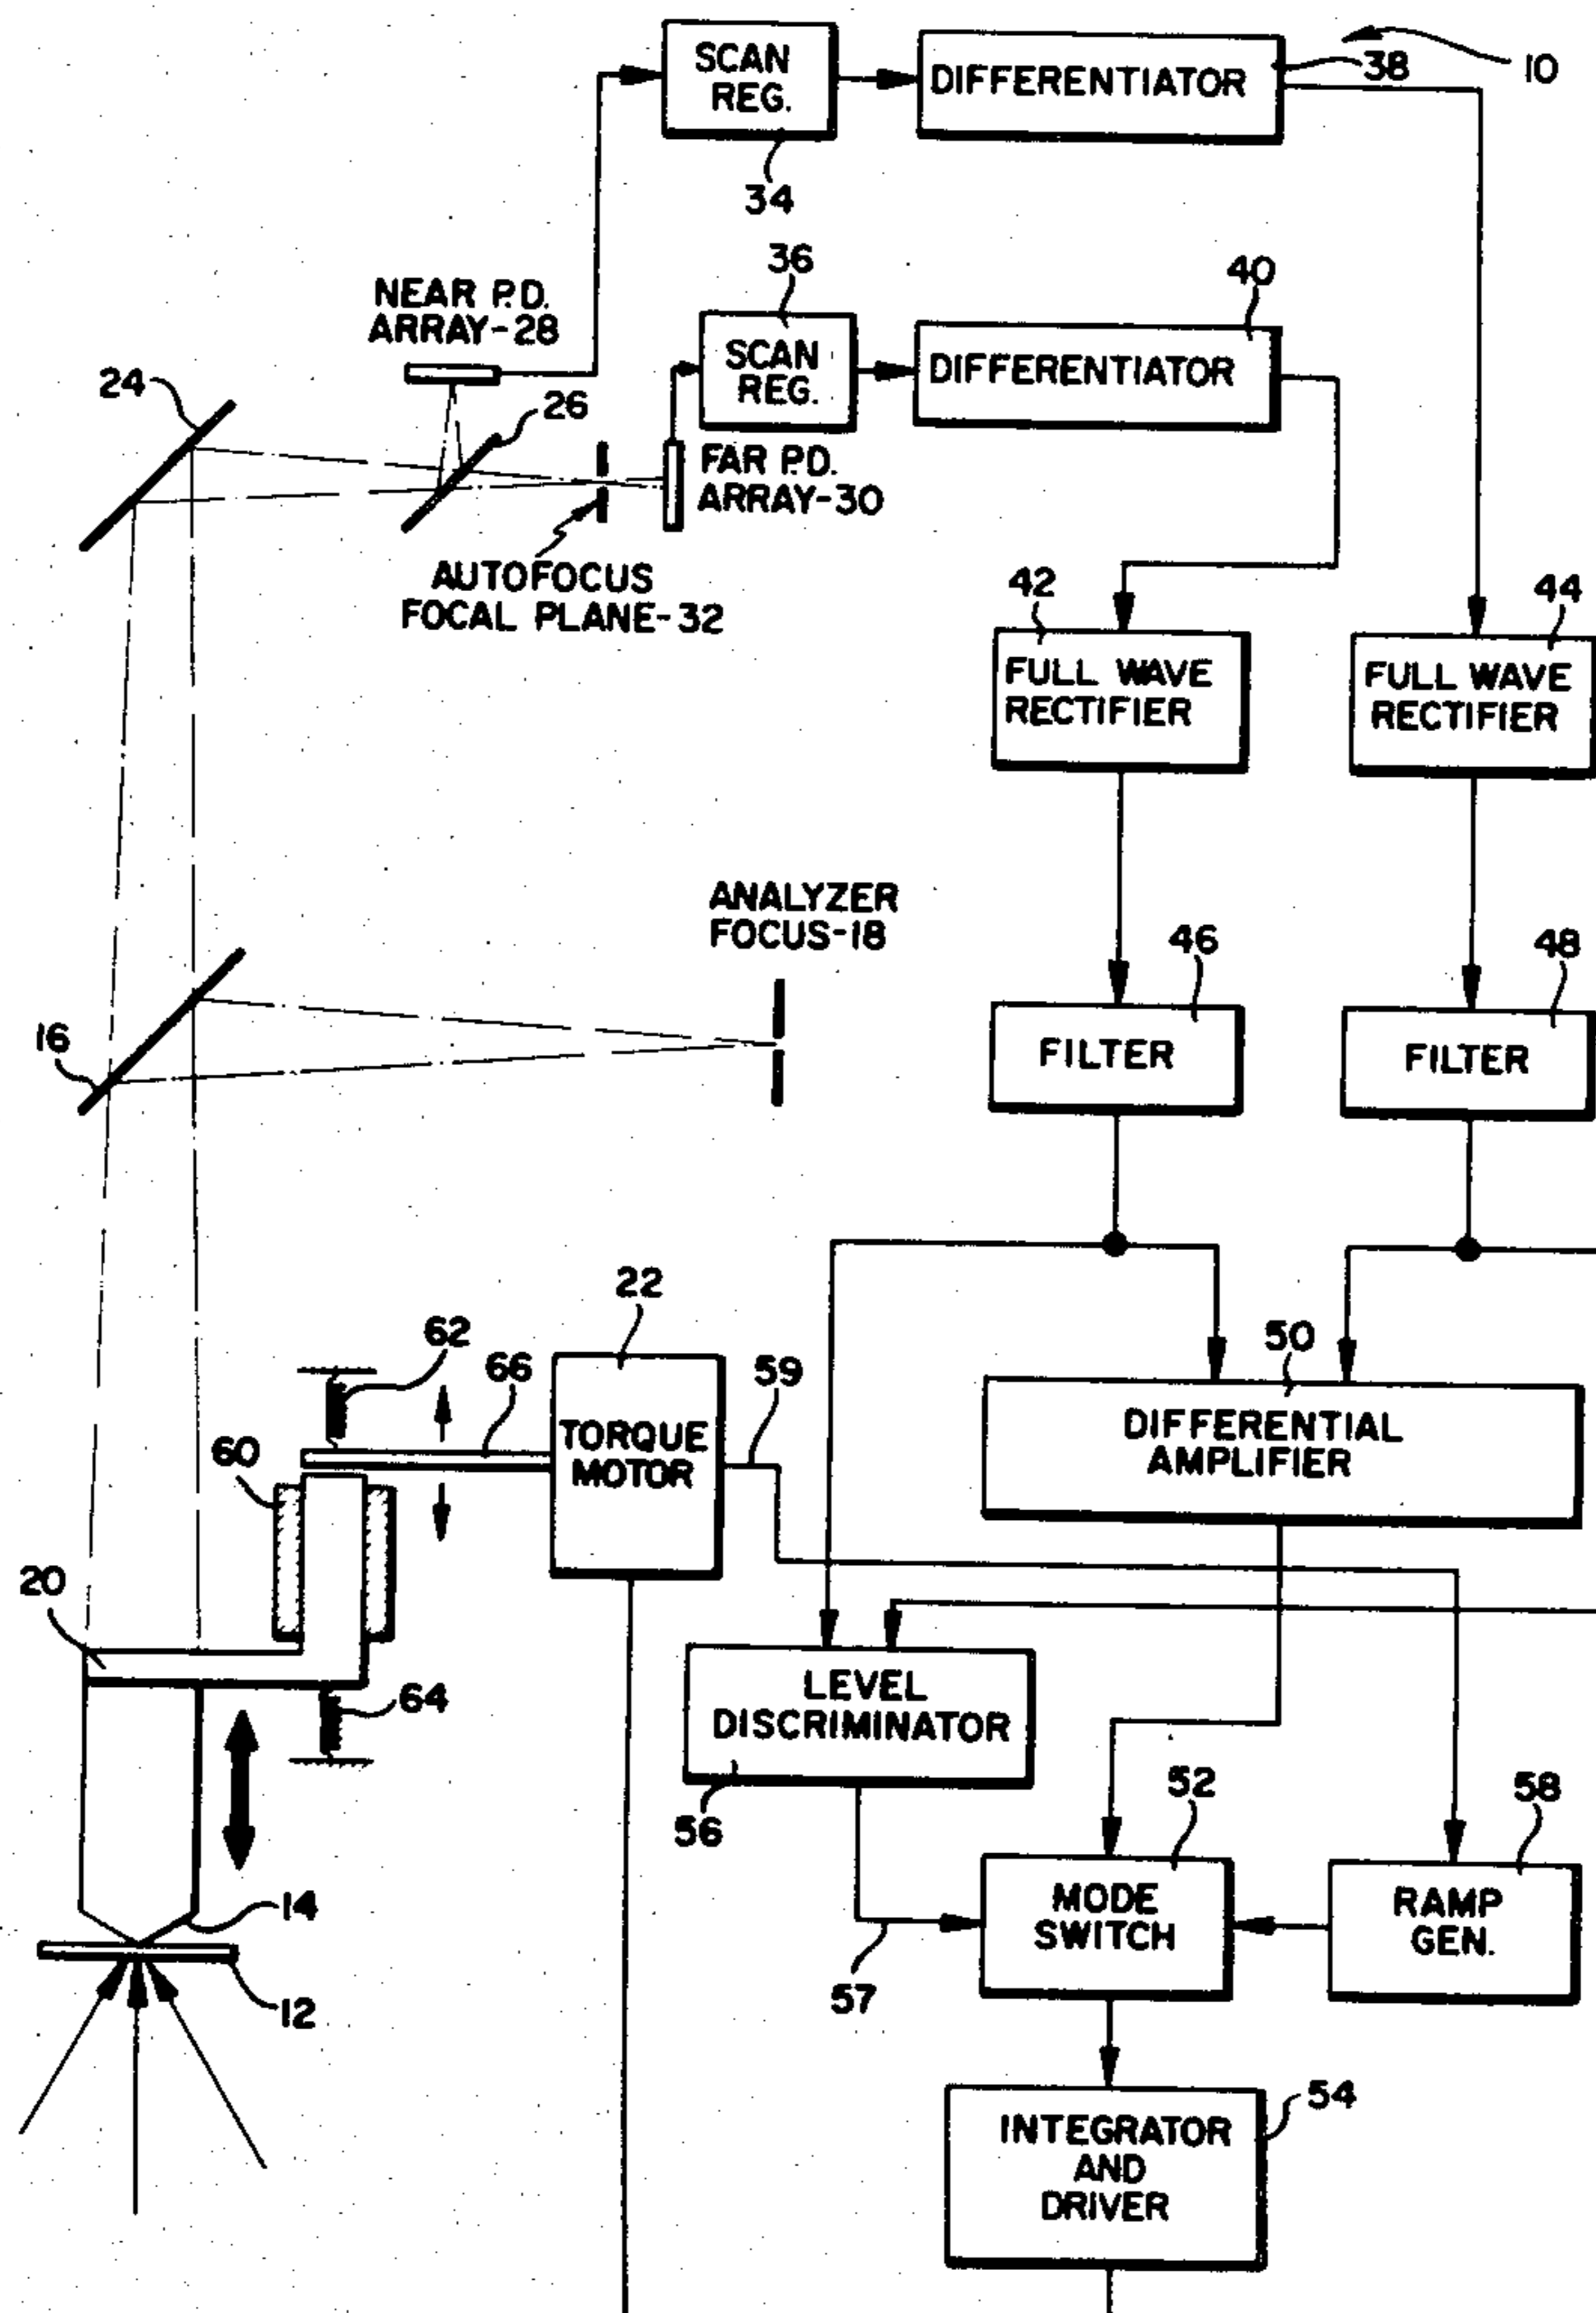 SCAN
REG.
DIFFERENTIATOR
38
10
34
36
40
NEAR P.D.
ARRAY-28
SCAN
REG.
DIFFERENTIATOR
24
26
FAR P.D.
ARRAY-30
AUTOFOCUS
FOCAL PLANE-32
42
44
FULL WAVE
RECTIFIER
FULL WAVE
RECTIFIER
ANALYZER
FOCUS-18
46
48
16
FILTER
FILTER
22
62
66
59
50
60
TORQUE
MOTOR
DIFFERENTIAL
AMPLIFIER
20
64
LEVEL
DISCRIMINATOR
56
52
58
14
MODE
SWITCH
RAMP
GEN.
12
57
54
INTEGRATOR
AND
DRIVER